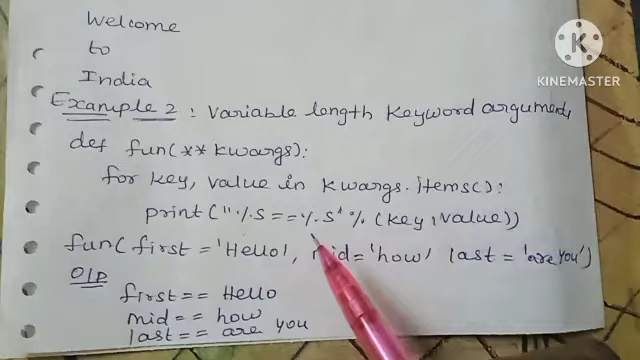 Welcome
to
India
KINEMASTER
Example 2 : Variable length Keyword arguments
def fun(** kwargs):
for key, value in kwargs.items():
print("%s == %s" % (key, value))
fun(first = 'Hello', mid = 'how' last = 'are you')
O/P
first == Hello
mid == how
last == are you